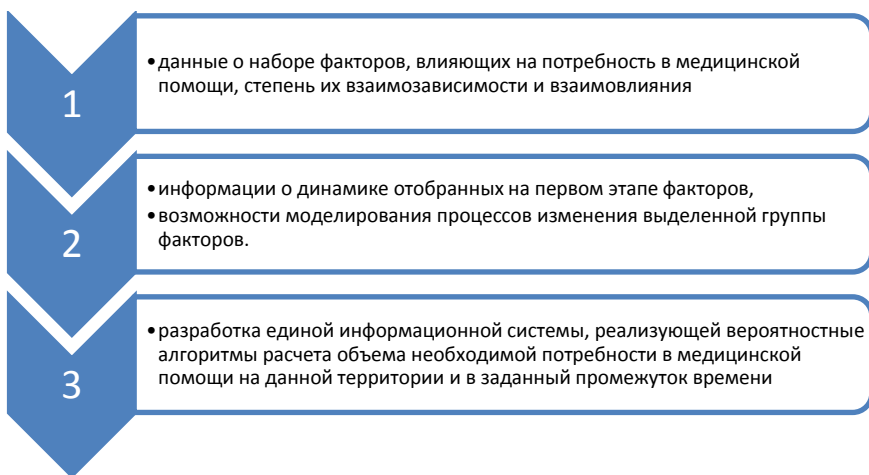 1
•данные о наборе факторов, влияющих на потребность в медицинской
помощи, степень их взаимозависимости и взаимовлияния
2
•информации о динамике отобранных на первом этапе факторов,
•возможности моделирования процессов изменения выделенной группы
факторов.
3
•разработка единой информационной системы, реализующей вероятностные
алгоритмы расчета объема необходимой потребности в медицинской
помощи на данной территории и в заданный промежуток времени